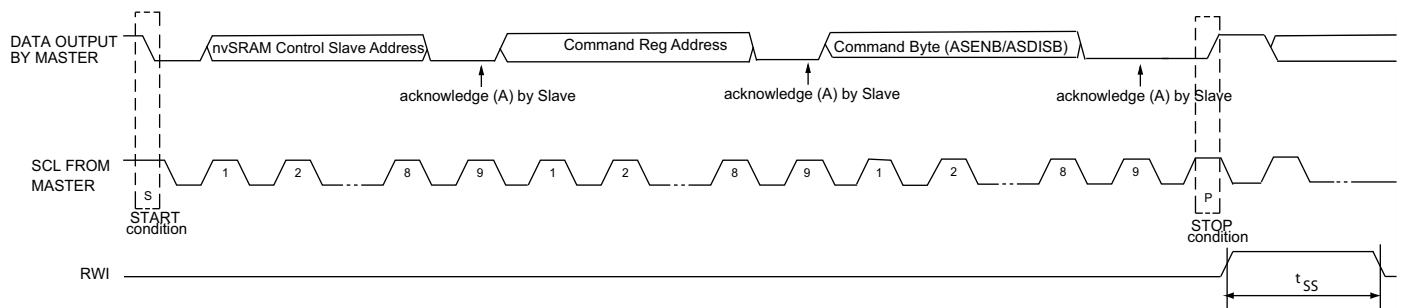 DATA OUTPUT
BY MASTER
nvSRAM Control Slave Address
Command Reg Address
Command Byte (ASENB/ASDISB)
acknowledge (A) by Slave
acknowledge (A) by Slave
acknowledge (A) by Slave
SCL FROM
MASTER
1 2 8 9 1 2 8 9 1 2 8 9
S
P
START
condition
STOP
condition
RWI
tSS